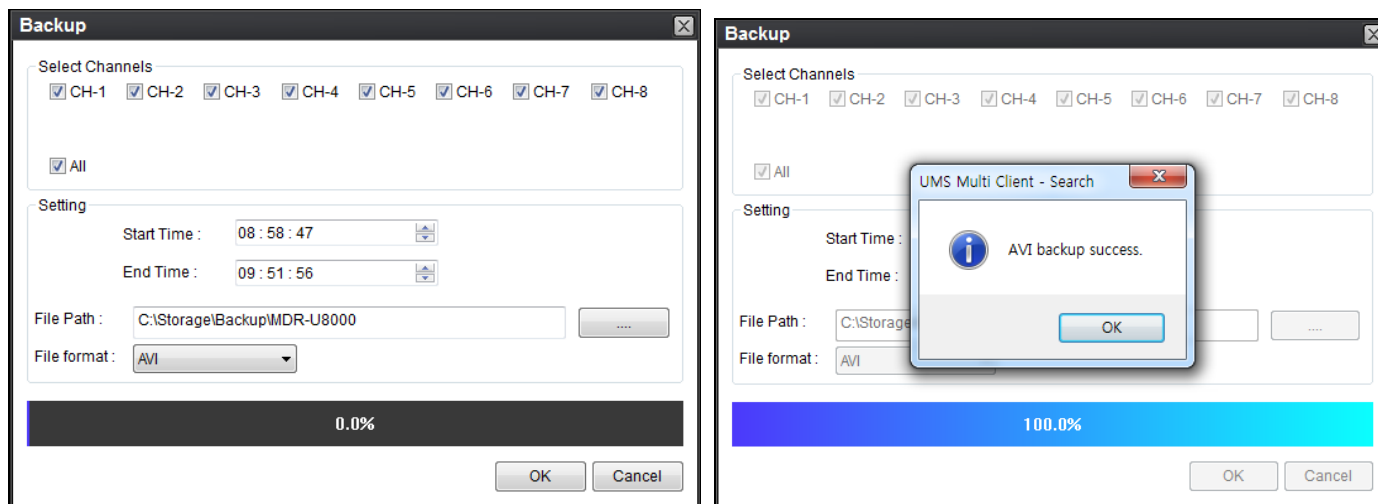 Backup
Select Channels
CH-1 CH-2 CH-3 CH-4 CH-5 CH-6 CH-7 CH-8
All
Setting
Start Time : 08 : 58 : 47
End Time : 09 : 51 : 56
File Path : C:\Storage\Backup\MDR-U8000 ....
File format : AVI
0.0%
OK Cancel
Backup
Select Channels
CH-1 CH-2 CH-3 CH-4 CH-5 CH-6 CH-7 CH-8
All
Setting
Start Time :
End Time :
File Path : C:\Storage ....
File format : AVI
UMS Multi Client - Search
AVI backup success.
OK
100.0%
OK Cancel